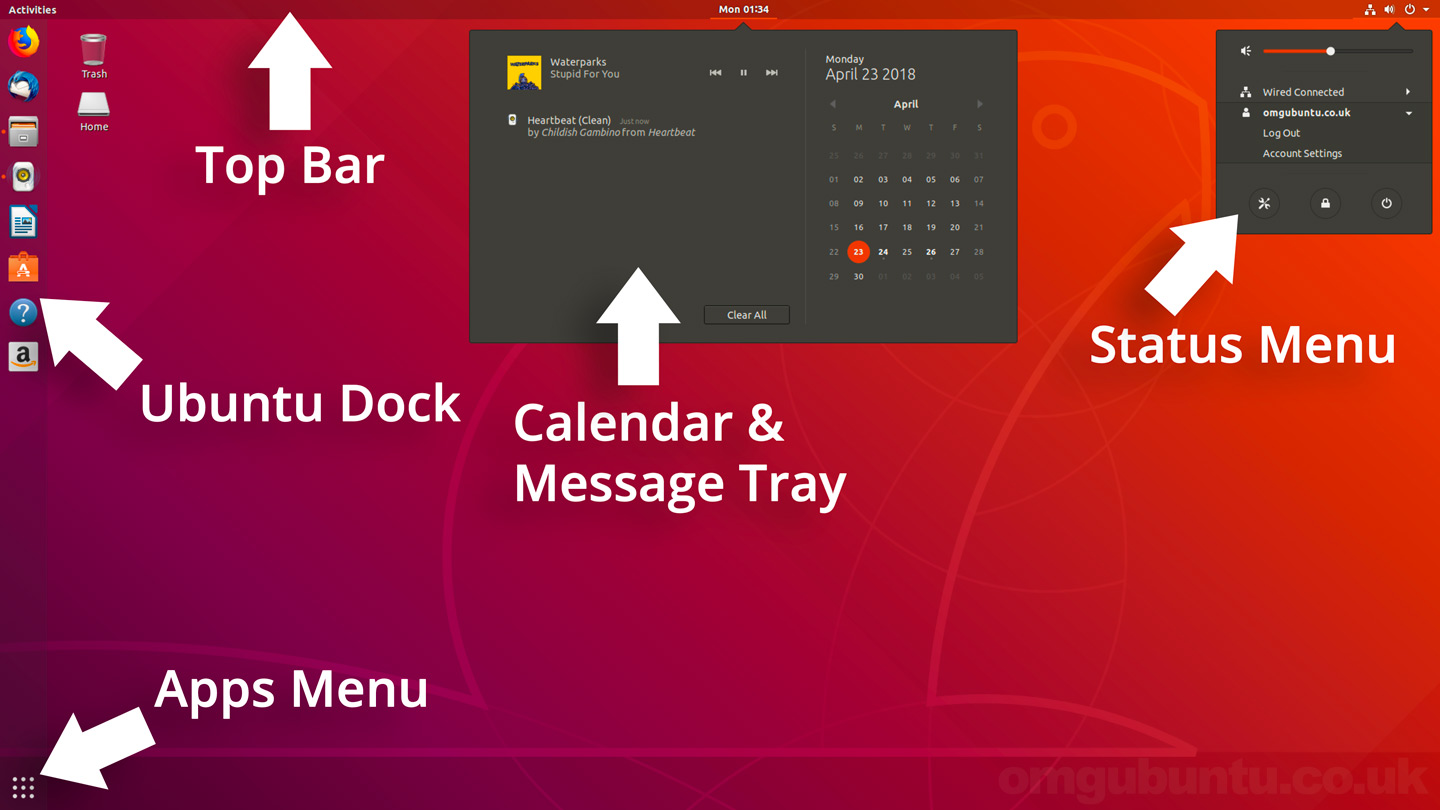 Activities
Mon 01:34
Trash
Home
Top Bar
WATERPARKS
Waterparks
Stupid For You
Heartbeat (Clean) Just now
by Childish Gambino from Heartbeat
Clear All
Monday
April 23 2018
April
S M T W T F S
25 26 27 28 29 30 31
01 02 03 04 05 06 07
08 09 10 11 12 13 14
15 16 17 18 19 20 21
22 23 24 25 26 27 28
29 30 01 02 03 04 05
Wired Connected
omgubuntu.co.uk
Log Out
Account Settings
Status Menu
Ubuntu Dock
Calendar &
Message Tray
Apps Menu
omgubuntu.co.uk